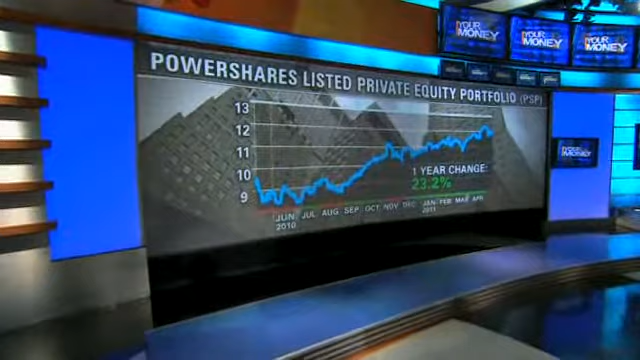 YOUR MONEY
YOUR MONEY
YOUR MONEY
POWERSHARES LISTED PRIVATE EQUITY PORTFOLIO (PSP)
13
12
11
10
9
1 YEAR CHANGE:
23.2%
JUN JUL AUG SEP OCT NOV DEC JAN FEB MAR APR
2010 2011
YOUR MONEY